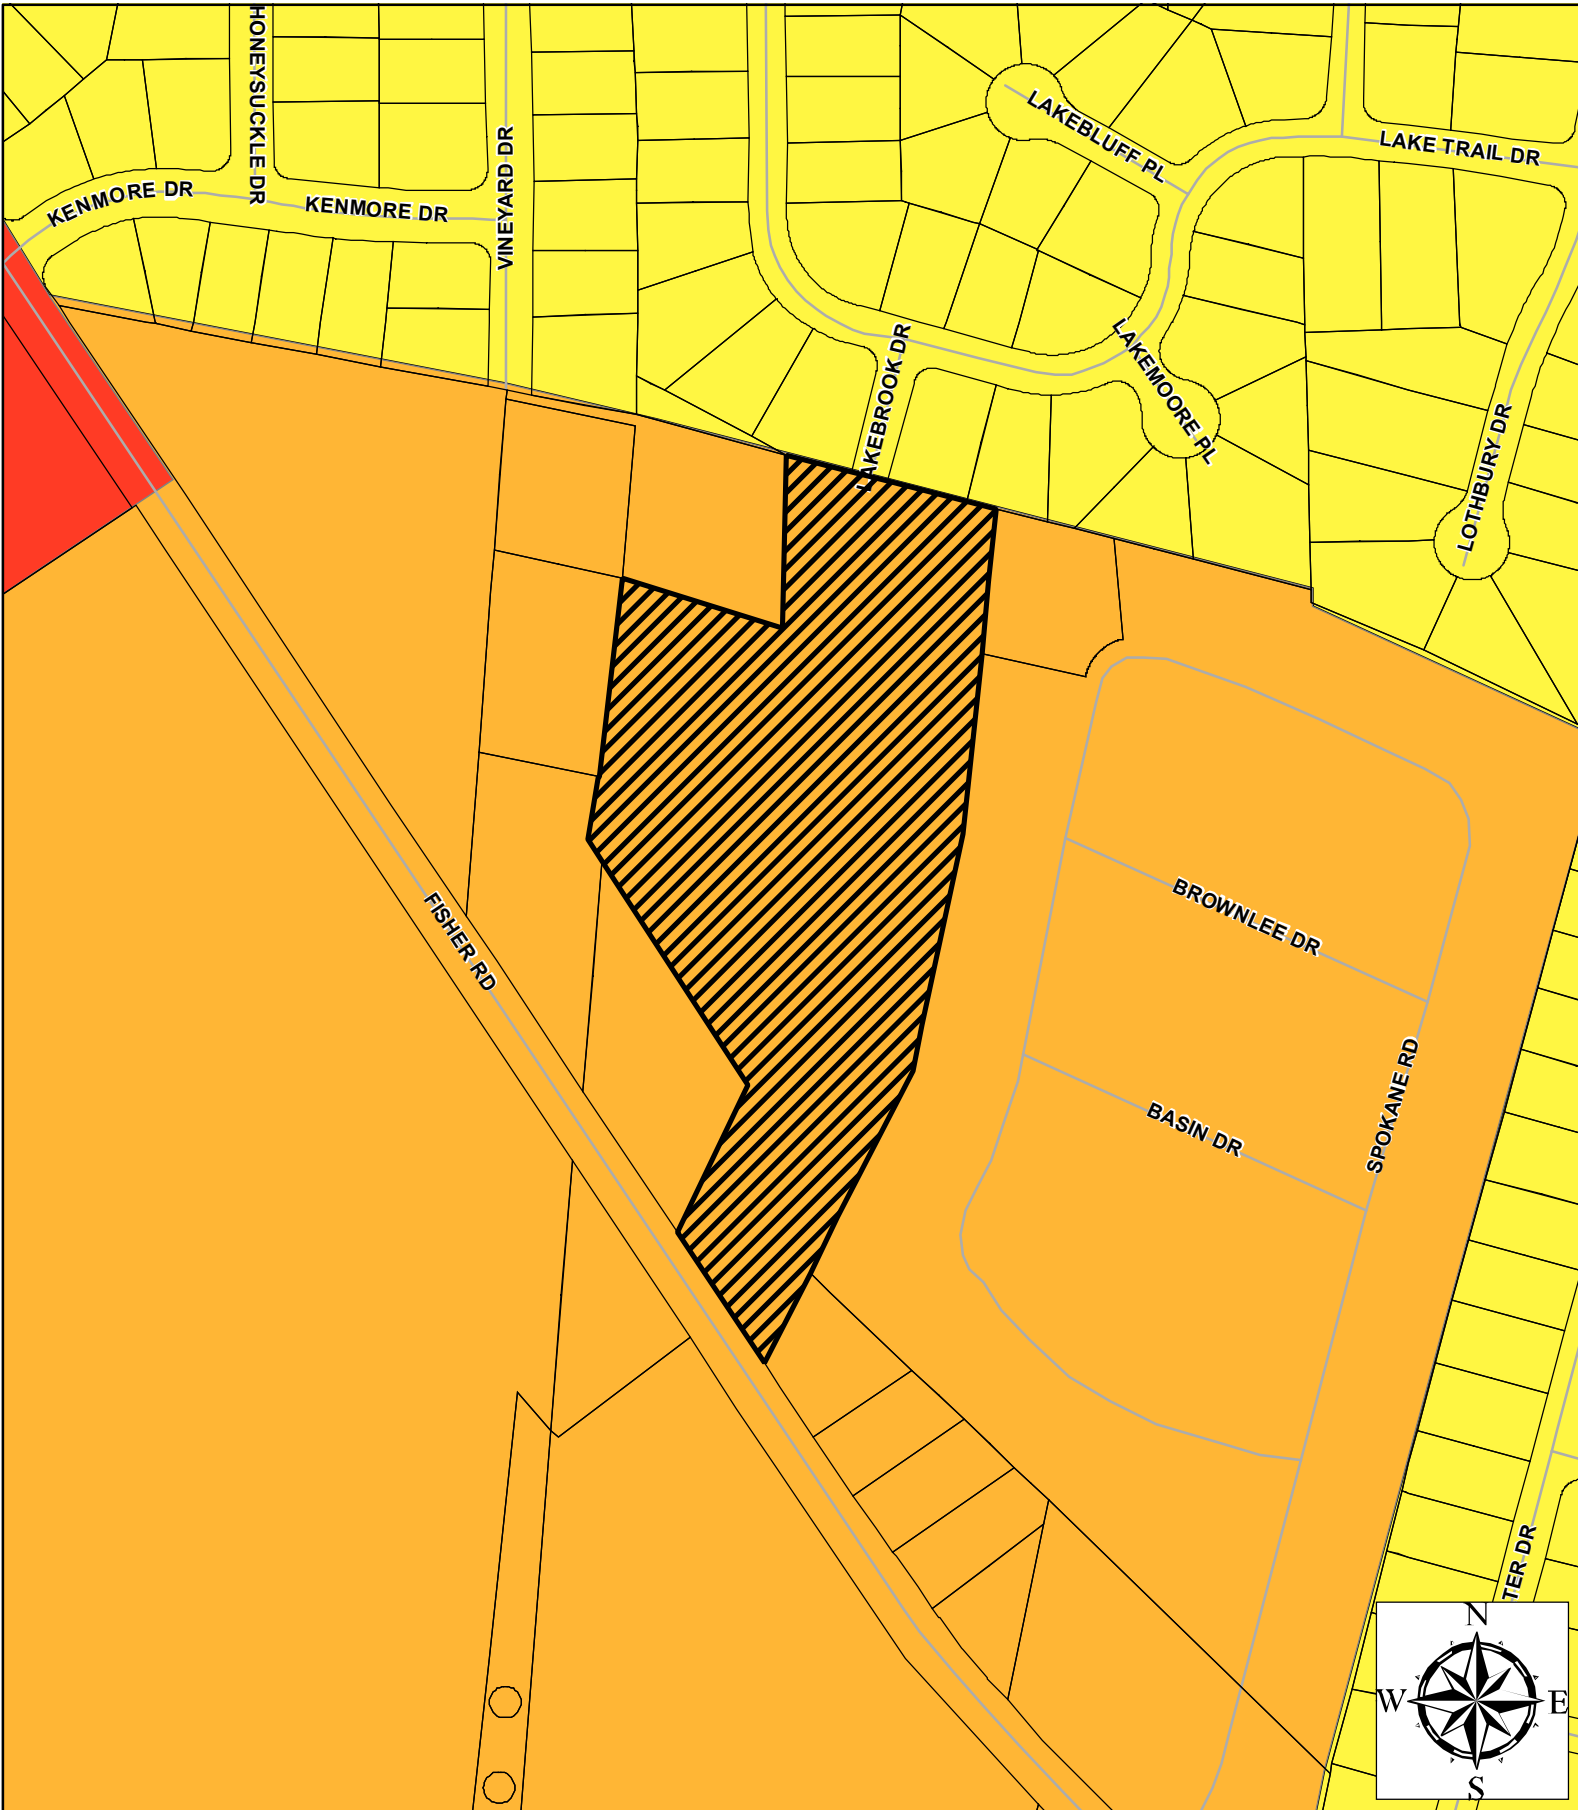 HONEYSUCKLE DR
VINEYARD DR
LAKEBLUFF PL
LAKE TRAIL DR
KENMORE DR
KENMORE DR
LAKEBROOK DR
LAKEMOORE PL
LOTHBURY DR
FISHER RD
BROWNLEE DR
BASIN DR
SPOKANE RD
TER DR
N
W
E
S